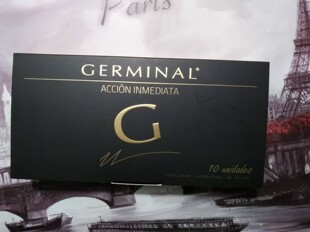 Paris
GERMINAL®
ACCIÓN INMEDIATA
G
10 unidades